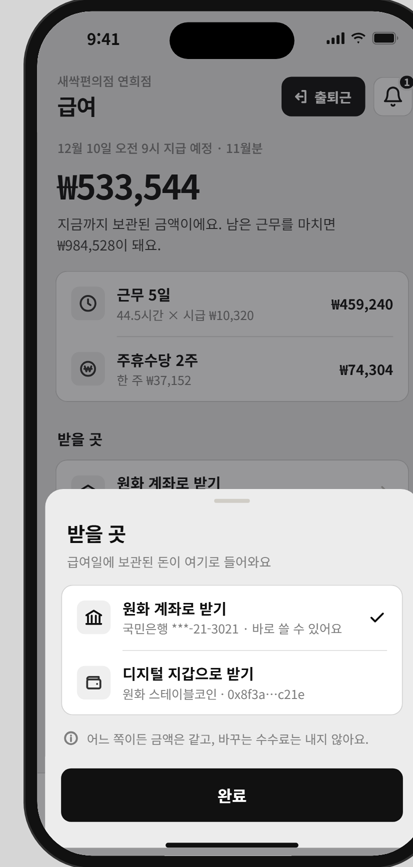 9:41
새싹편의점 연희점
급여
출퇴근
1
12월 10일 오전 9시 지급 예정 · 11월분
₩533,544
지금까지 보관된 금액이에요. 남은 근무를 마치면
₩984,528이 돼요.
근무 5일
44.5시간 × 시급 ₩10,320
₩459,240
주휴수당 2주
한 주 ₩37,152
₩74,304
받을 곳
원화 계좌로 받기
받을 곳
급여일에 보관된 돈이 여기로 들어와요
원화 계좌로 받기
국민은행 ***-21-3021 · 바로 쓸 수 있어요
디지털 지갑으로 받기
원화 스테이블코인 · 0x8f3a···c21e
어느 쪽이든 금액은 같고, 바꾸는 수수료는 내지 않아요.
완료